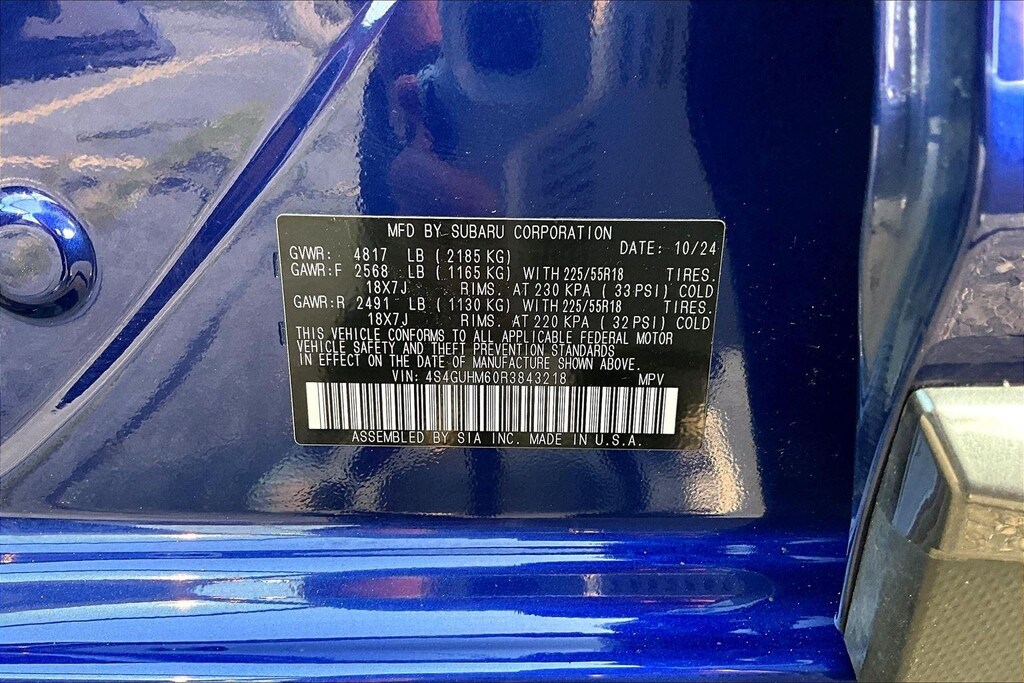 MFD BY SUBARU CORPORATION
GVWR: 4817 LB ( 2185 KG) DATE: 10/24
GAWR:F 2568 LB ( 1165 KG) WITH 225/55R18 TIRES.
18X7J RIMS. AT 230 KPA ( 33 PSI) COLD
GAWR:R 2491 LB ( 1130 KG) WITH 225/55R18 TIRES.
18X7J RIMS. AT 220 KPA ( 32 PSI) COLD
THIS VEHICLE CONFORMS TO ALL APPLICABLE FEDERAL MOTOR
VEHICLE SAFETY AND THEFT PREVENTION STANDARDS
IN EFFECT ON THE DATE OF MANUFACTURE SHOWN ABOVE.
VIN: 4S4GUHM60R3843218 MPV
ASSEMBLED BY SIA INC. MADE IN U.S.A.